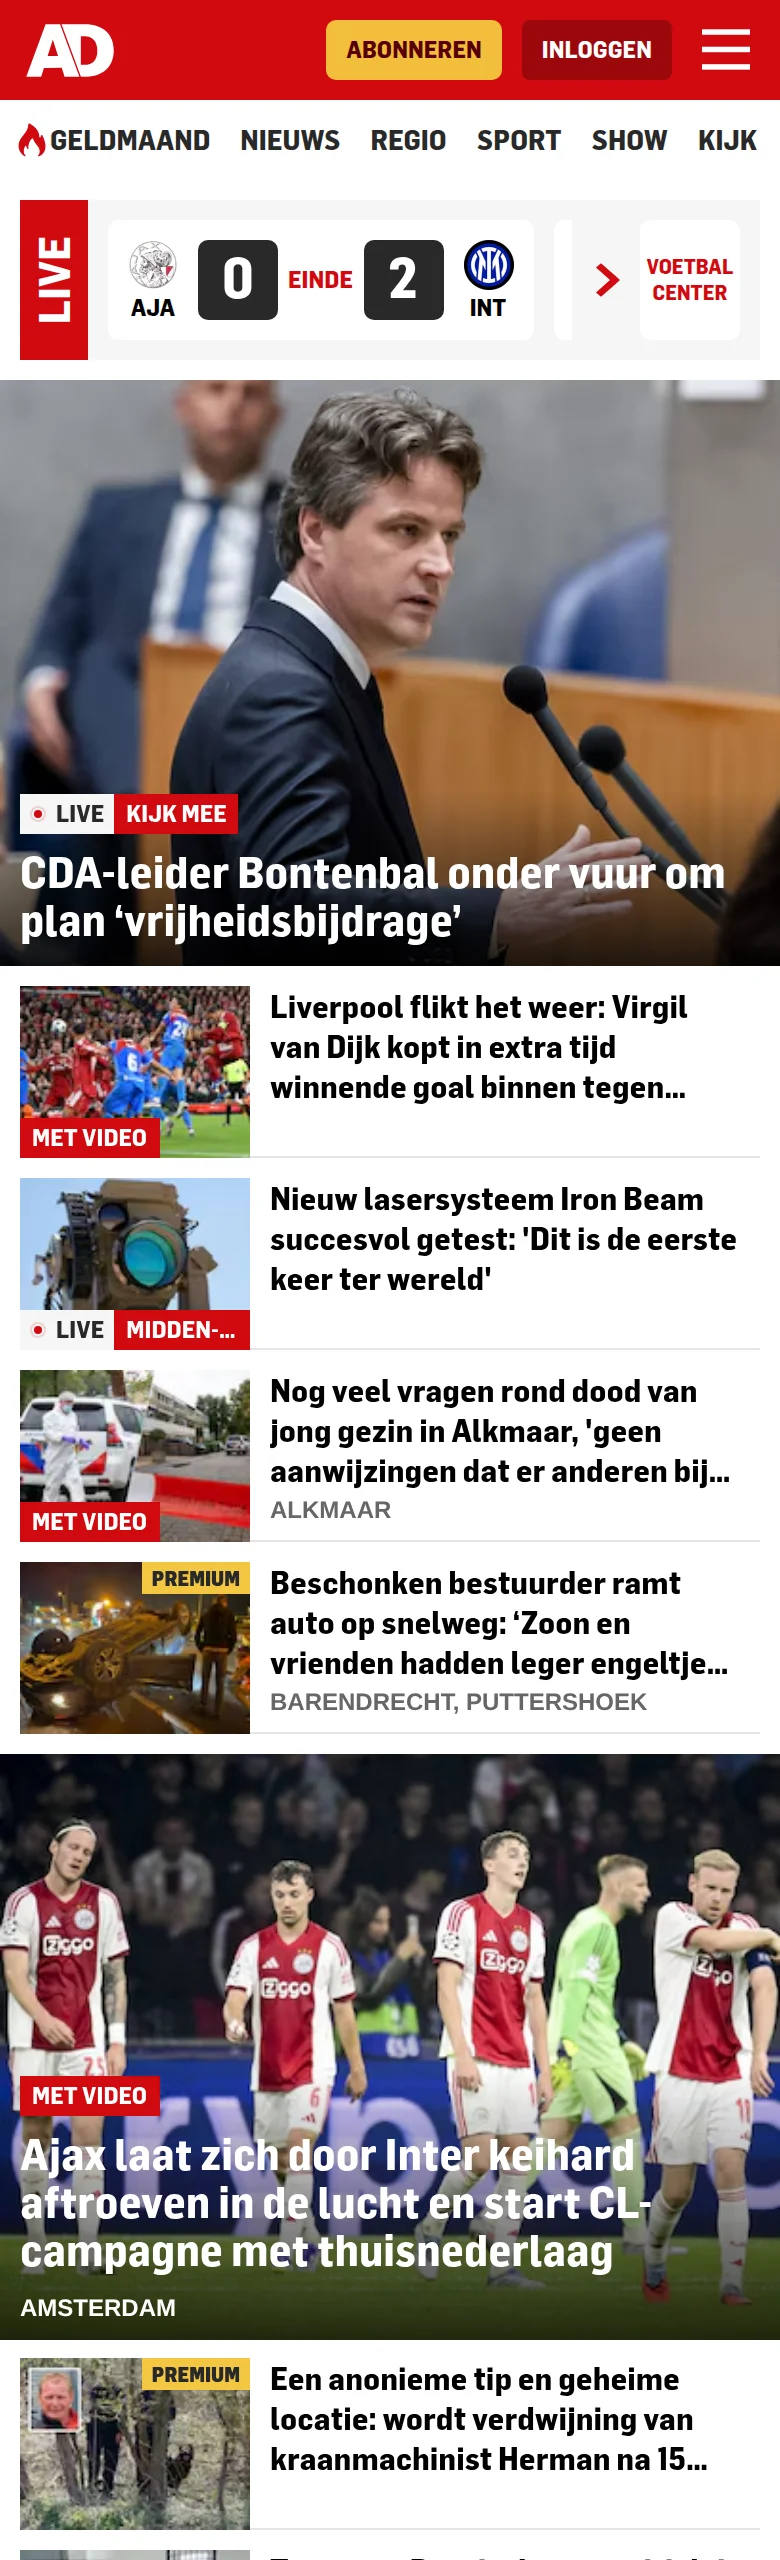 AD
ABONNEREN
INLOGGEN
GELDMAAND NIEUWS REGIO SPORT SHOW KIJK
LIVE
AJA
0
EINDE
2
INT
VOETBAL
CENTER
LIVE KIJK MEE
CDA-leider Bontenbal onder vuur om
plan ‘vrijheidsbijdrage’
MET VIDEO
Liverpool flikt het weer: Virgil
van Dijk kopt in extra tijd
winnende goal binnen tegen...
LIVE MIDDEN-...
Nieuw lasersysteem Iron Beam
succesvol getest: 'Dit is de eerste
keer ter wereld'
MET VIDEO
Nog veel vragen rond dood van
jong gezin in Alkmaar, 'geen
aanwijzingen dat er anderen bij...
ALKMAAR
PREMIUM
Beschonken bestuurder ramt
auto op snelweg: ‘Zoon en
vrienden hadden leger engeltje...
BARENDRECHT, PUTTERSHOEK
Ziggo
Ziggo
Ziggo
Ziggo
25
6
MET VIDEO
Ajax laat zich door Inter keihard
aftroeven in de lucht en start CL-
campagne met thuisnederlaag
AMSTERDAM
PREMIUM
Een anonieme tip en geheime
locatie: wordt verdwijning van
kraanmachinist Herman na 15...